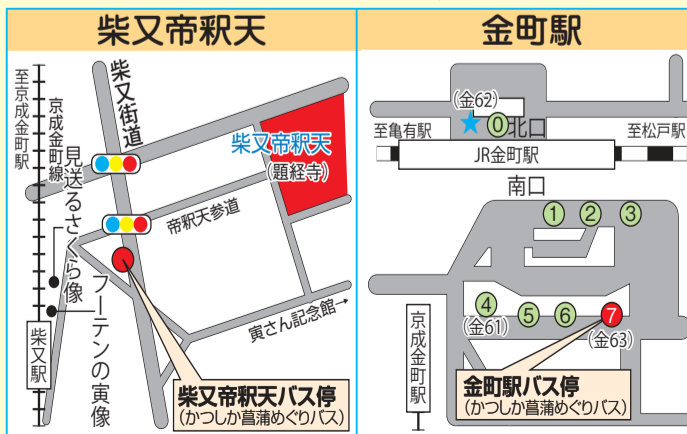 柴又帝釈天
至京成金町駅
京成金町線
柴又街道
柴又帝釈天
(題経寺)
帝釈天参道
見送るさくら像
フーテンの寅像
寅さん記念館→
柴又駅
柴又帝釈天バス停
(かつしか菖蒲めぐりバス)
金町駅
(金62)
★
0
北口
至亀有駅
JR金町駅
至松戸駅
南口
1
2
3
4
(金61)
5
6
7
(金63)
京成金町駅
金町駅バス停
(かつしか菖蒲めぐりバス)